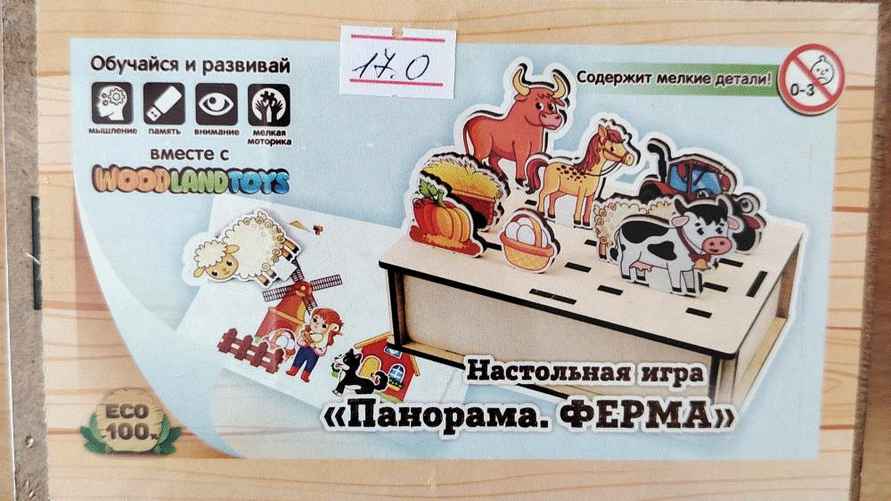 Обучайся и развивай
мышление
память
внимание
мелкая
моторика
вместе с
WOODLANDTOYS
17.0
Содержит мелкие детали!
0-3
Настольная игра
«Панорама. ФЕРМА»
ECO
100%